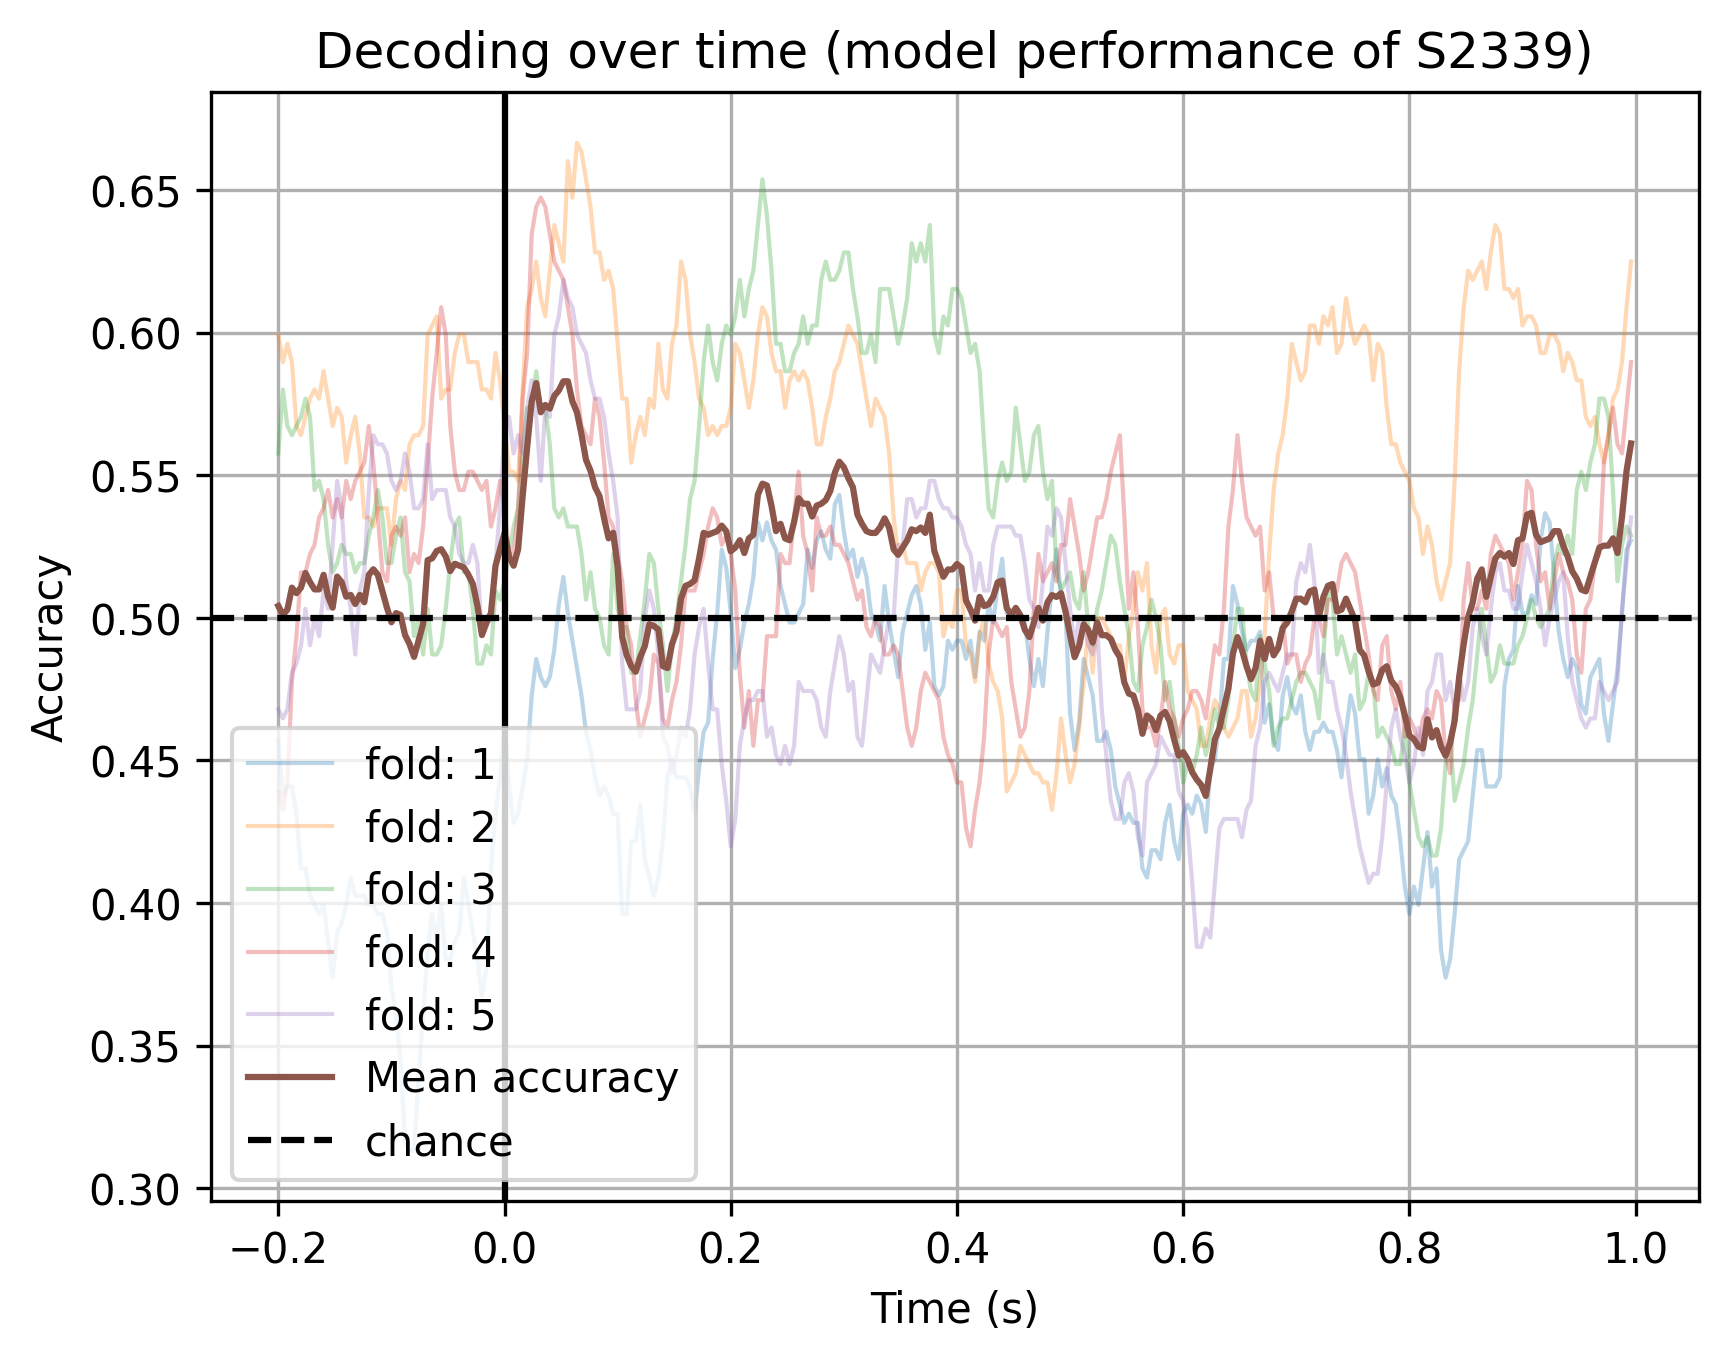 Decoding over time (model performance of S2339)
Accuracy
0.65
0.60
0.55
0.50
0.45
0.40
0.35
0.30
fold: 1
fold: 2
fold: 3
fold: 4
fold: 5
Mean accuracy
chance
−0.2 0.0 0.2 0.4 0.6 0.8 1.0
Time (s)